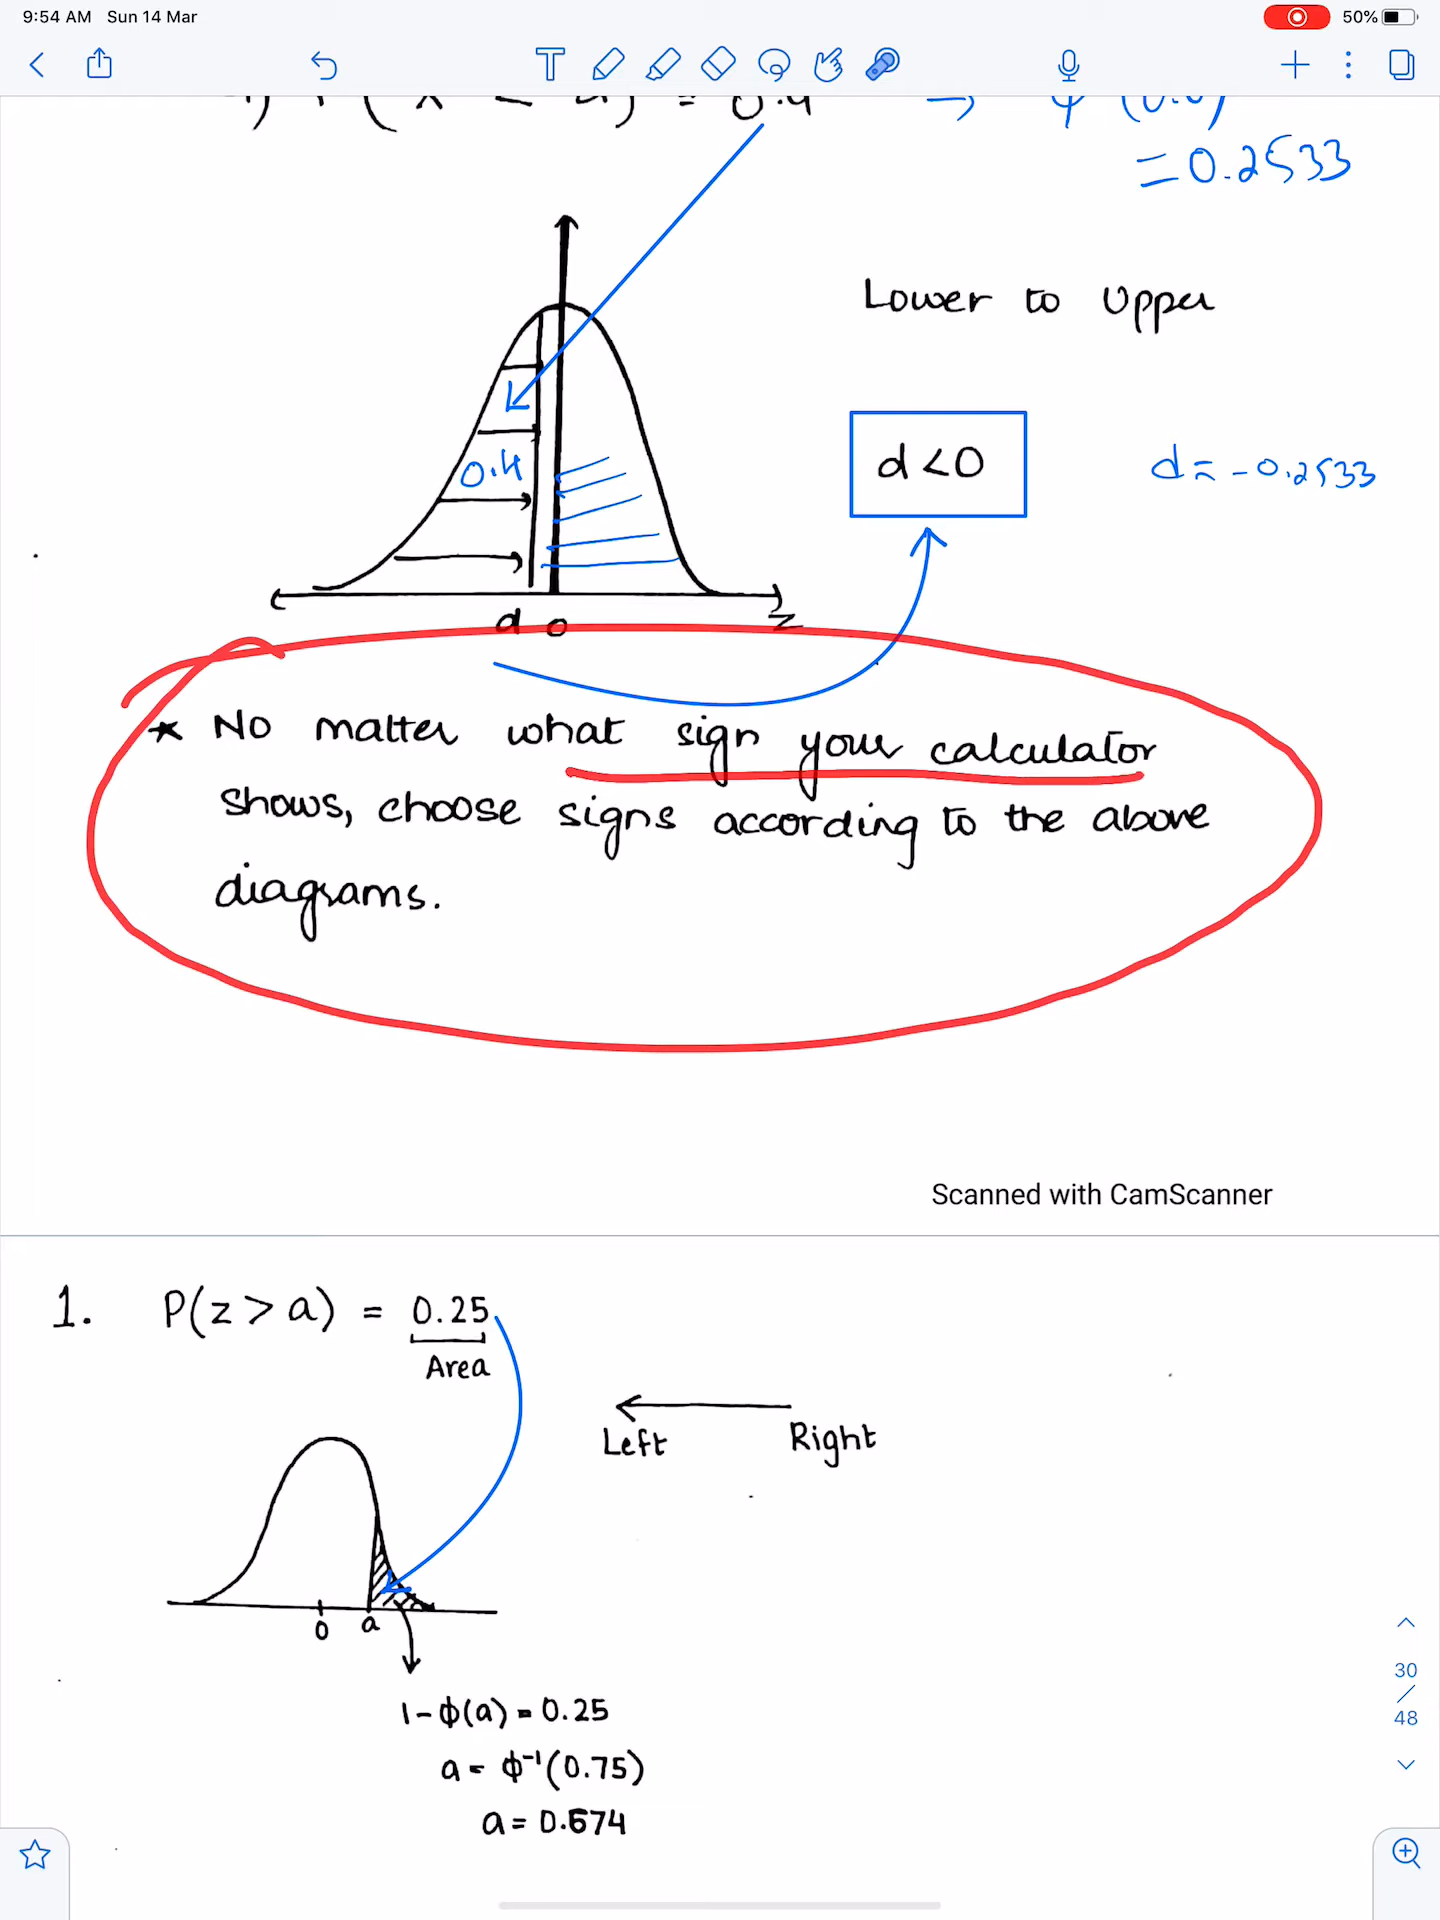 9:54 AM Sun 14 Mar
50%
= 0.4
= 0.2533
Lower to Upper
0.4
d<0
d = -0.2533
d 0 z
* No matter what sign your calculator
shows, choose signs according to the above
diagrams.
Scanned with CamScanner
1. P(z > a) = 0.25
Area
Left Right
0 a
1-ϕ(a) = 0.25
a = ϕ⁻¹(0.75)
a = 0.674
30
/
48